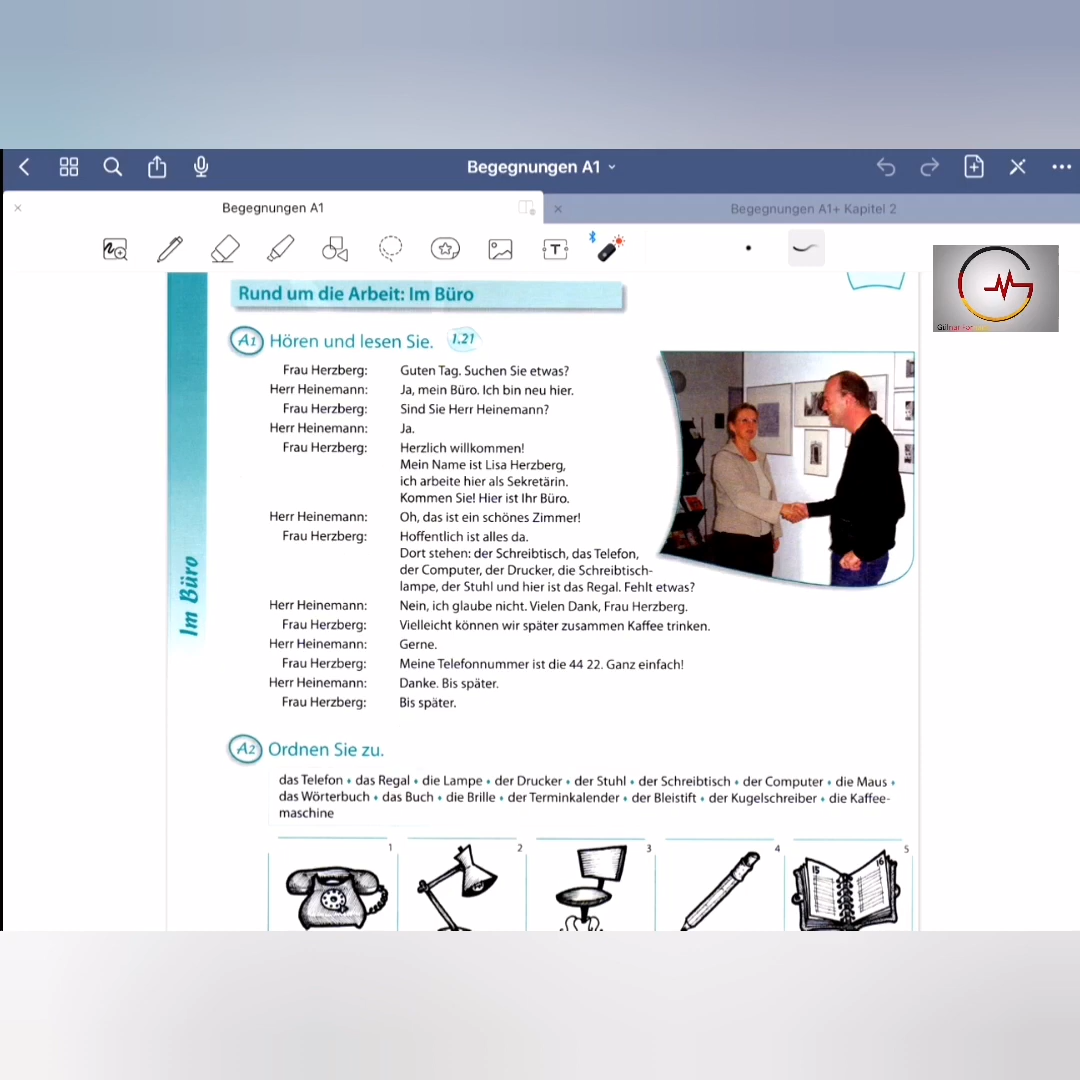 Begegnungen A1
Begegnungen A1
Begegnungen A1+ Kapitel 2
T
Rund um die Arbeit: Im Büro
A1 Hören und lesen Sie. 1.21
Frau Herzberg: Guten Tag. Suchen Sie etwas?
Herr Heinemann: Ja, mein Büro. Ich bin neu hier.
Frau Herzberg: Sind Sie Herr Heinemann?
Herr Heinemann: Ja.
Frau Herzberg: Herzlich willkommen!
Mein Name ist Lisa Herzberg,
ich arbeite hier als Sekretärin.
Kommen Sie! Hier ist Ihr Büro.
Herr Heinemann: Oh, das ist ein schönes Zimmer!
Frau Herzberg: Hoffentlich ist alles da.
Dort stehen: der Schreibtisch, das Telefon,
der Computer, der Drucker, die Schreibtisch-
lampe, der Stuhl und hier ist das Regal. Fehlt etwas?
Herr Heinemann: Nein, ich glaube nicht. Vielen Dank, Frau Herzberg.
Frau Herzberg: Vielleicht können wir später zusammen Kaffee trinken.
Herr Heinemann: Gerne.
Frau Herzberg: Meine Telefonnummer ist die 44 22. Ganz einfach!
Herr Heinemann: Danke. Bis später.
Frau Herzberg: Bis später.
Im Büro
A2 Ordnen Sie zu.
das Telefon • das Regal • die Lampe • der Drucker • der Stuhl • der Schreibtisch • der Computer • die Maus •
das Wörterbuch • das Buch • die Brille • der Terminkalender • der Bleistift • der Kugelschreiber • die Kaffee-
maschine
1 2 3 4 5
15 16